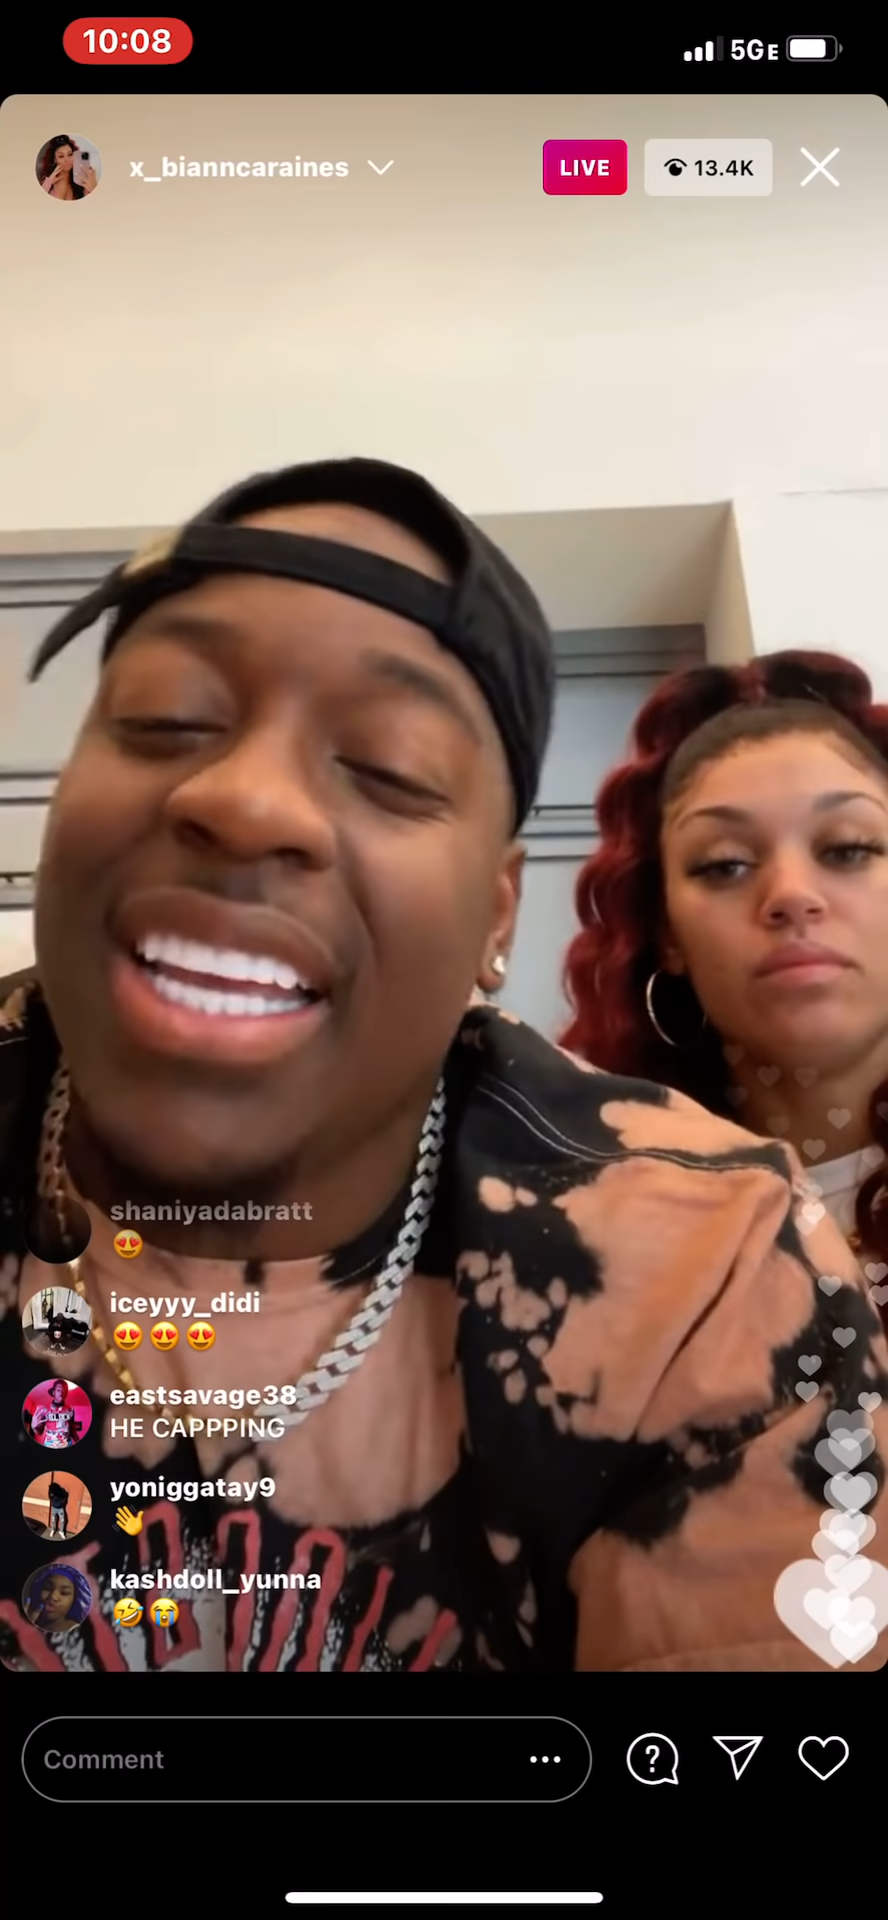 10:08
5GE
x_bianncaraines
LIVE
13.4K
shaniyadabratt
😍
iceyyy_didi
😍😍😍
eastsavage38
HE CAPPPING
yoniggatay9
👋
kashdoll_yunna
🤣😭
Comment